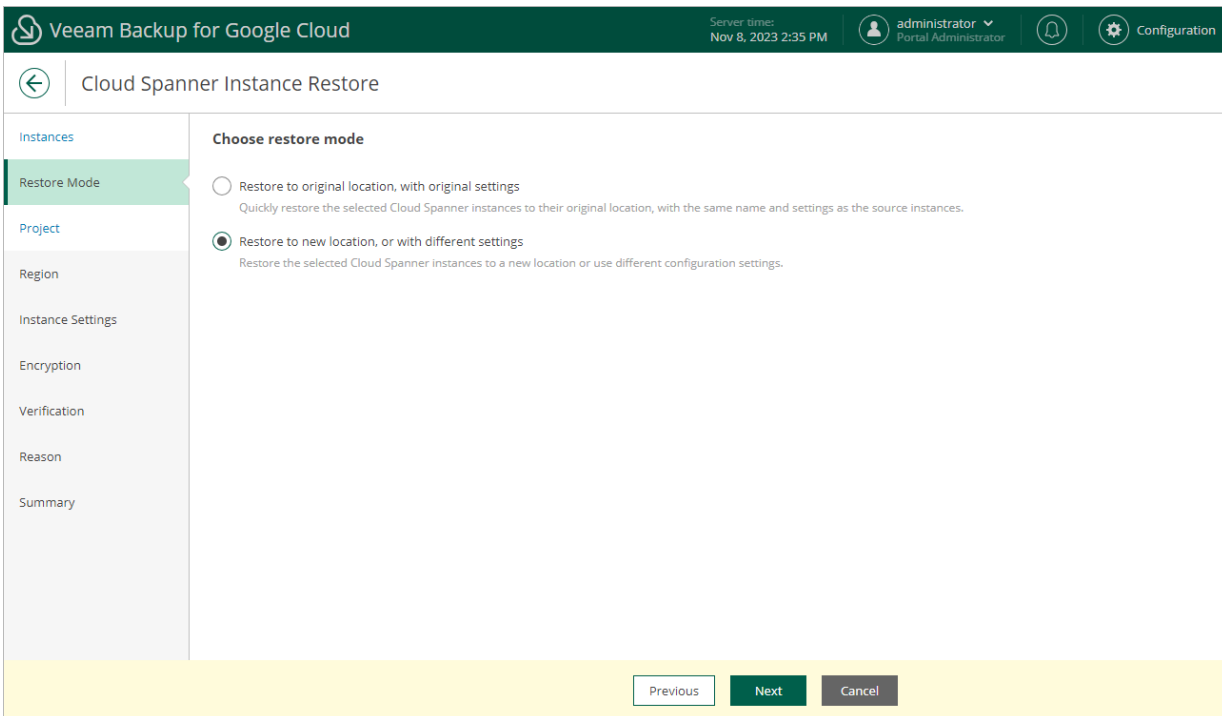 Veeam Backup for Google Cloud
Server time:
Nov 8, 2023 2:35 PM
administrator
Portal Administrator
Configuration
Cloud Spanner Instance Restore
Instances
Restore Mode
Project
Region
Instance Settings
Encryption
Verification
Reason
Summary
Choose restore mode
Restore to original location, with original settings
Quickly restore the selected Cloud Spanner instances to their original location, with the same name and settings as the source instances.
Restore to new location, or with different settings
Restore the selected Cloud Spanner instances to a new location or use different configuration settings.
Previous
Next
Cancel